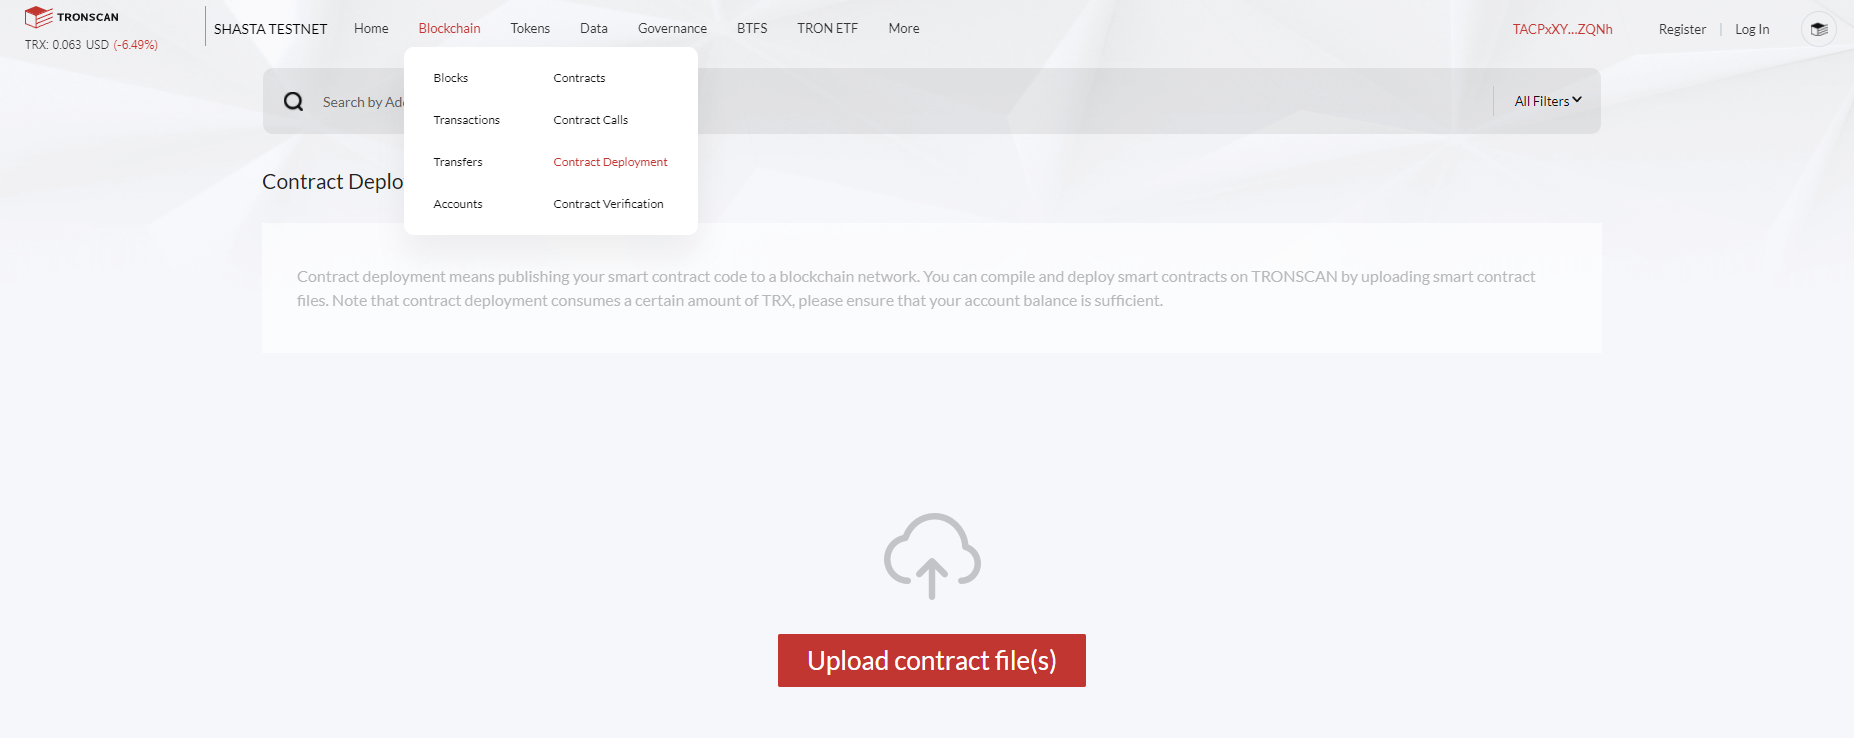 TRONSCAN
TRX: 0.063 USD (-6.49%)
SHASTA TESTNET
Home Blockchain Tokens Data Governance BTFS TRON ETF More
TACPxXY...ZQNh
Register | Log In
Blocks Contracts
Transactions Contract Calls
Transfers Contract Deployment
Accounts Contract Verification
Search by Add
All Filters
Contract Deplo
Contract deployment means publishing your smart contract code to a blockchain network. You can compile and deploy smart contracts on TRONSCAN by uploading smart contract
files. Note that contract deployment consumes a certain amount of TRX, please ensure that your account balance is sufficient.
Upload contract file(s)